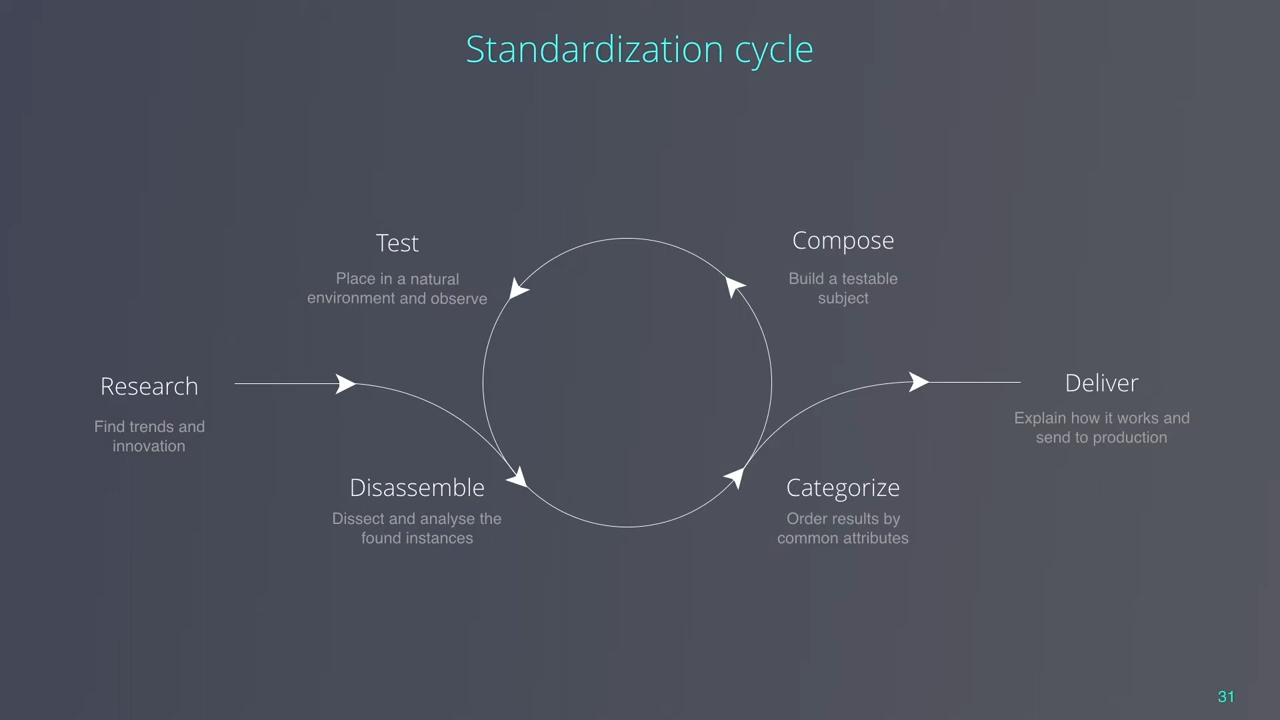 Standardization cycle
Test
Place in a natural
environment and observe
Compose
Build a testable
subject
Research
Find trends and
innovation
Deliver
Explain how it works and
send to production
Disassemble
Dissect and analyse the
found instances
Categorize
Order results by
common attributes
31